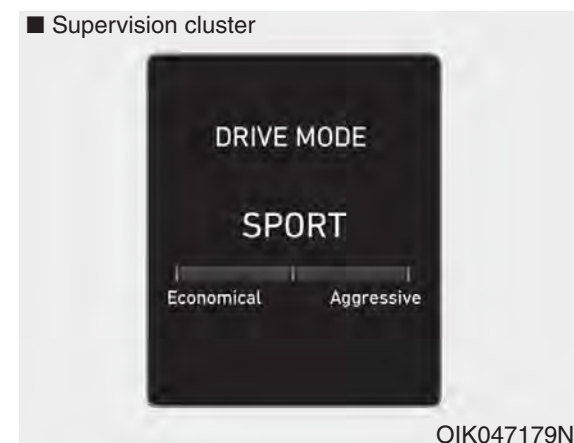 ■ Supervision cluster
DRIVE MODE
SPORT
Economical Aggressive
OIK047179N